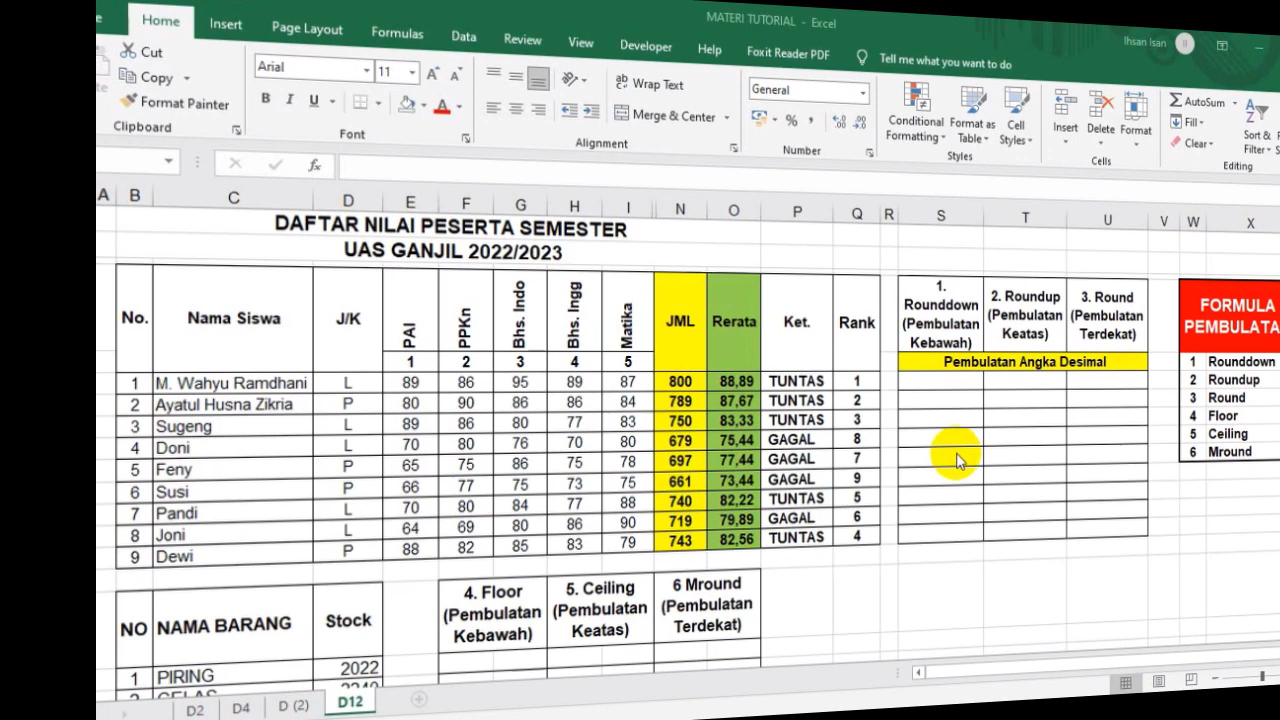 MATERI TUTORIAL - Excel
Ihsan Isan II
Home Insert Page Layout Formulas Data Review View Developer Help Foxit Reader PDF Tell me what you want to do
Cut
Copy
Format Painter
Clipboard
Arial 11
B I U A
Font
Wrap Text
Merge & Center
Alignment
General
%
Number
Conditional Formatting
Format as Table
Cell Styles
Styles
Insert Delete Format
Cells
AutoSum
Fill
Clear
Sort &
Filter
Editing
fx
A B C D E F G H I N O P Q R S T U V W X
DAFTAR NILAI PESERTA SEMESTER
UAS GANJIL 2022/2023
No. Nama Siswa J/K PAI PPKn Bhs. Indo Bhs. Ingg Matika JML Rerata Ket. Rank
1 2 3 4 5
1 M. Wahyu Ramdhani L 89 86 95 89 87 800 88,89 TUNTAS 1
2 Ayatul Husna Zikria P 80 90 86 86 84 789 87,67 TUNTAS 2
3 Sugeng L 89 86 80 77 83 750 83,33 TUNTAS 3
4 Doni L 70 80 76 70 80 679 75,44 GAGAL 8
5 Feny P 65 75 86 75 78 697 77,44 GAGAL 7
6 Susi P 66 77 75 73 75 661 73,44 GAGAL 9
7 Pandi L 70 80 84 77 88 740 82,22 TUNTAS 5
8 Joni L 64 69 80 86 90 719 79,89 GAGAL 6
9 Dewi P 88 82 85 83 79 743 82,56 TUNTAS 4
1.
Rounddown
(Pembulatan
Kebawah)
2. Roundup
(Pembulatan
Keatas)
3. Round
(Pembulatan
Terdekat)
Pembulatan Angka Desimal
FORMULA
1 Rounddown
2 Roundup
3 Round
4 Floor
5 Ceiling
6 Mround
NO NAMA BARANG Stock
1 PIRING 2022
4. Floor
(Pembulatan
Kebawah)
5. Ceiling
(Pembulatan
Keatas)
6 Mround
(Pembulatan
Terdekat)
D2 D4 D (2) D12